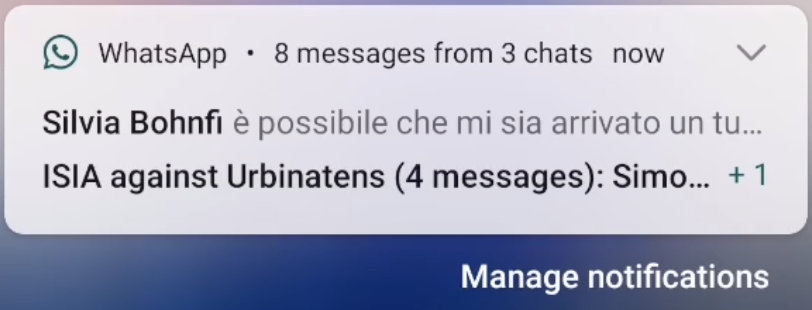 WhatsApp • 8 messages from 3 chats now
Silvia Bohnfi è possibile che mi sia arrivato un tu...
ISIA against Urbinatens (4 messages): Simo... + 1
Manage notifications